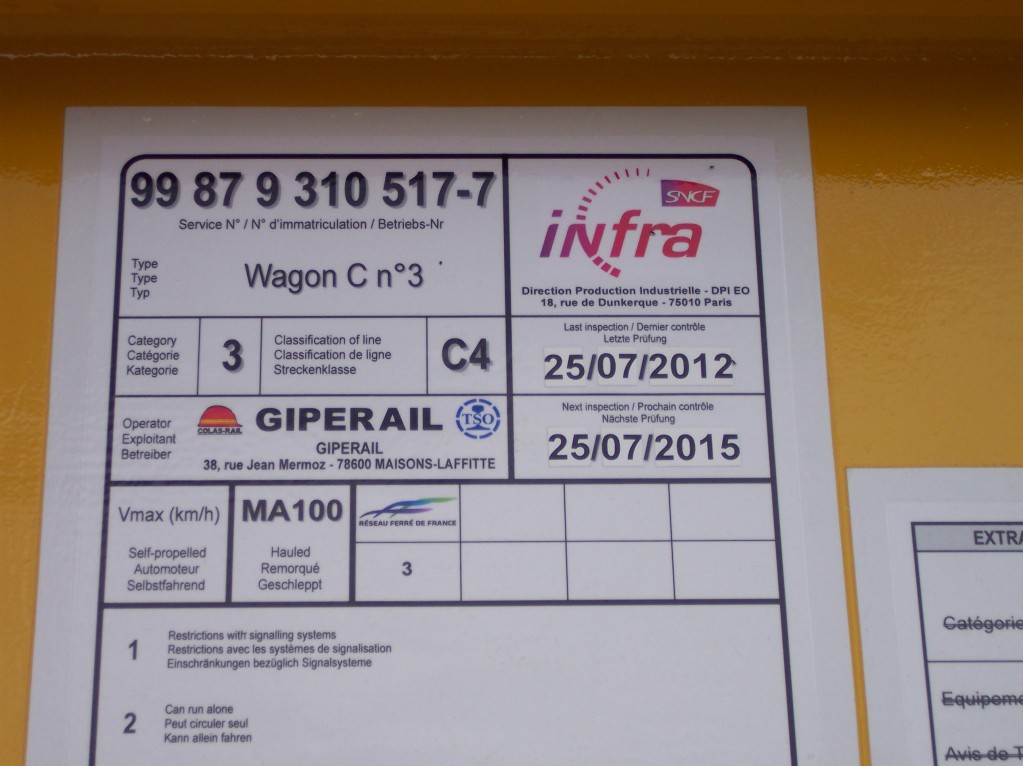 99 87 9 310 517-7
Service N° / N° d'immatriculation / Betriebs-Nr
Type
Type
Typ
Wagon C n°3
SNCF
infra
Direction Production Industrielle - DPI EO
18, rue de Dunkerque - 75010 Paris
Category
Catégorie
Kategorie
3
Classification of line
Classification de ligne
Streckenklasse
C4
Last inspection / Dernier contrôle
Letzte Prüfung
25/07/2012
Operator
Exploitant
Betreiber
COLAS-RAIL
GIPERAIL
TSO
GIPERAIL
38, rue Jean Mermoz - 78600 MAISONS-LAFFITTE
Next inspection / Prochain contrôle
Nächste Prüfung
25/07/2015
Vmax (km/h)
Self-propelled
Automoteur
Selbstfahrend
MA100
Hauled
Remorqué
Geschleppt
RÉSEAU FERRÉ DE FRANCE
3
1
Restrictions with signalling systems
Restrictions avec les systèmes de signalisation
Einschränkungen bezüglich Signalsysteme
2
Can run alone
Peut circuler seul
Kann allein fahren
EXTRA
Catégorie
Equipeme
Avis de T